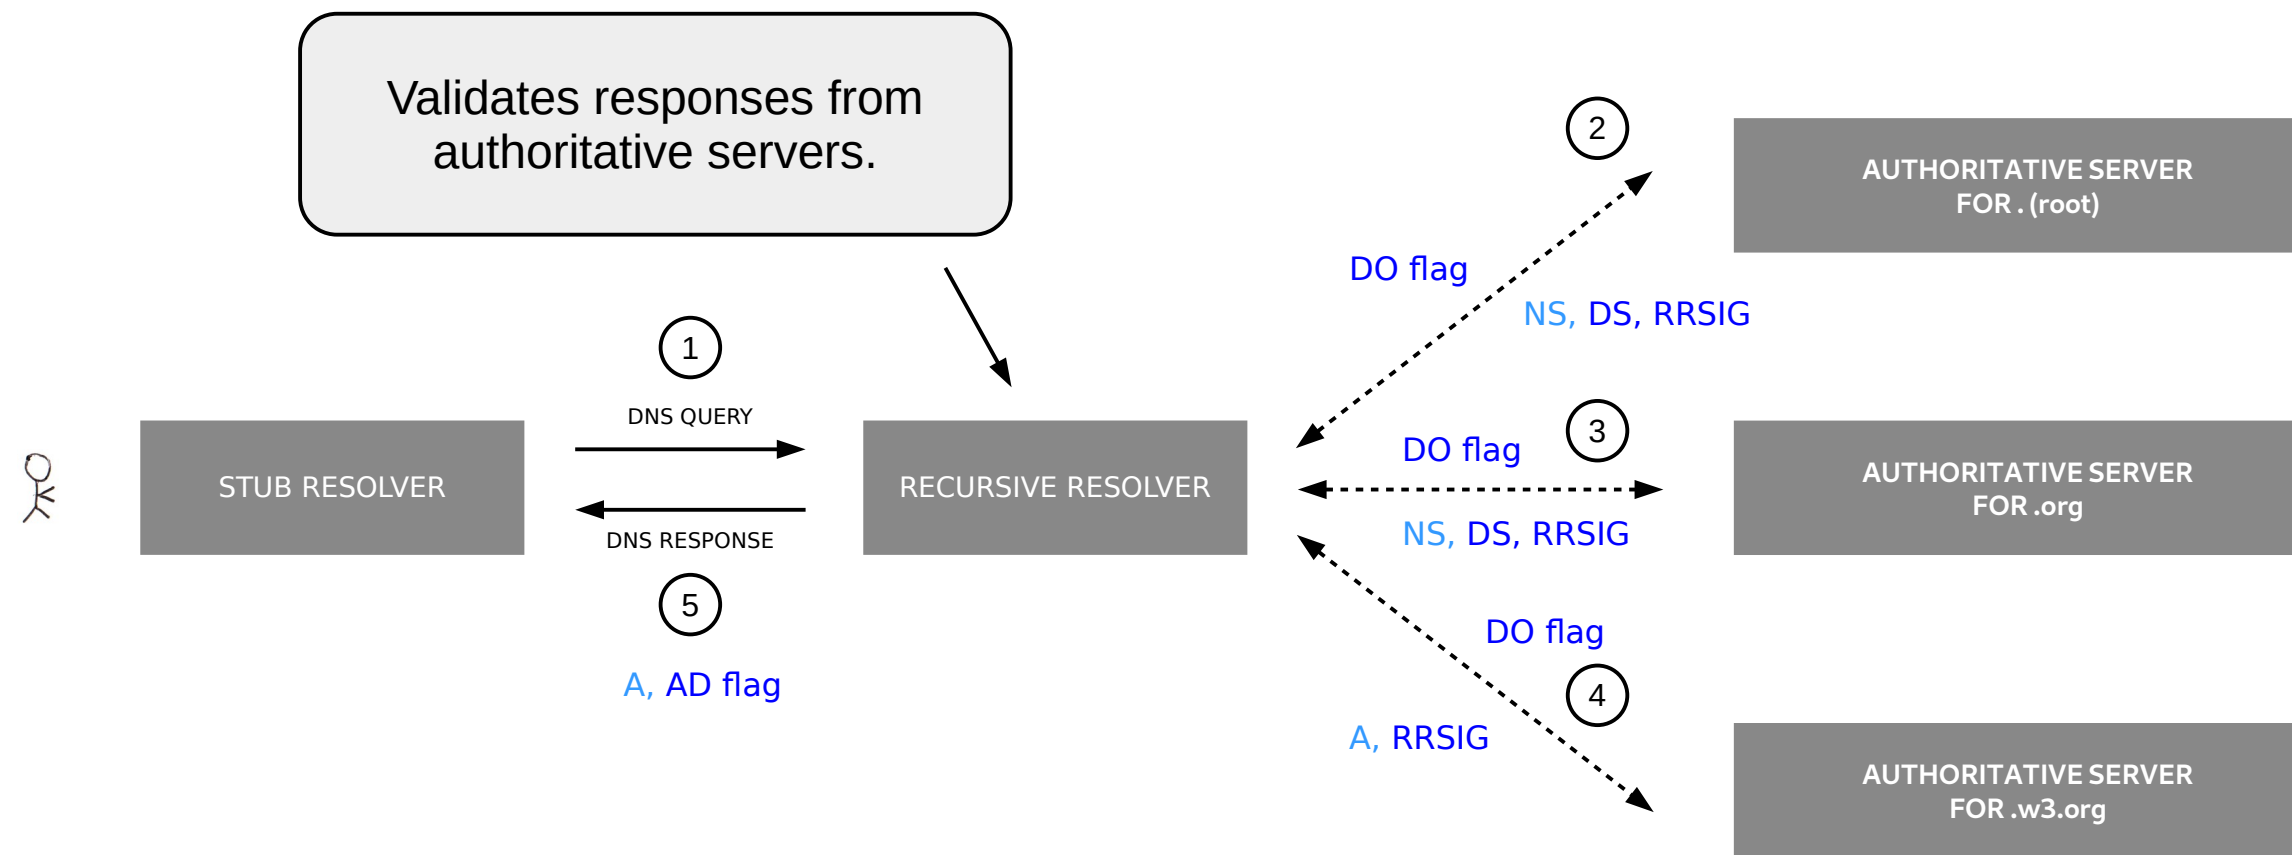 Validates responses from
authoritative servers.
1
DNS QUERY
STUB RESOLVER
RECURSIVE RESOLVER
DNS RESPONSE
5
A, AD flag
2
AUTHORITATIVE SERVER
FOR . (root)
DO flag
NS, DS, RRSIG
3
DO flag
AUTHORITATIVE SERVER
FOR .org
NS, DS, RRSIG
DO flag
4
A, RRSIG
AUTHORITATIVE SERVER
FOR .w3.org